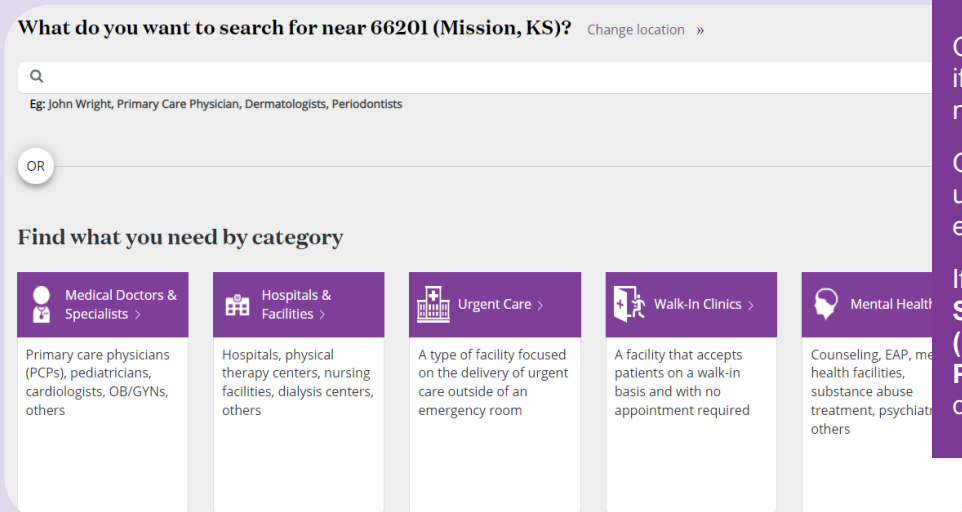 What do you want to search for near 66201 (Mission, KS)? Change location »
Eg: John Wright, Primary Care Physician, Dermatologists, Periodontists
OR
Find what you need by category
Medical Doctors &
Specialists >
Primary care physicians
(PCPs), pediatricians,
cardiologists, OB/GYNs,
others
Hospitals &
Facilities >
Hospitals, physical
therapy centers, nursing
facilities, dialysis centers,
others
Urgent Care >
A type of facility focused
on the delivery of urgent
care outside of an
emergency room
Walk-In Clinics >
A facility that accepts
patients on a walk-in
basis and with no
appointment required
Mental Health
Counseling, EAP, me
health facilities,
substance abuse
treatment, psychiatr
others